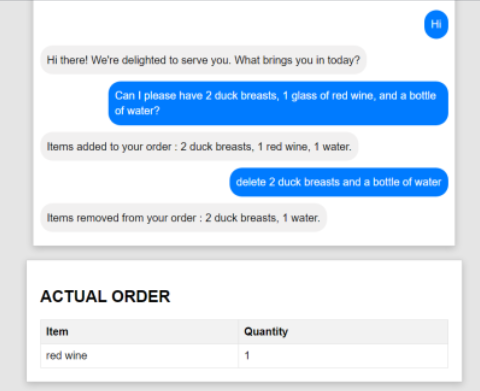 Hi
Hi there! We're delighted to serve you. What brings you in today?
Can I please have 2 duck breasts, 1 glass of red wine, and a bottle
of water?
Items added to your order : 2 duck breasts, 1 red wine, 1 water.
delete 2 duck breasts and a bottle of water
Items removed from your order : 2 duck breasts, 1 water.
ACTUAL ORDER
Item Quantity
red wine 1